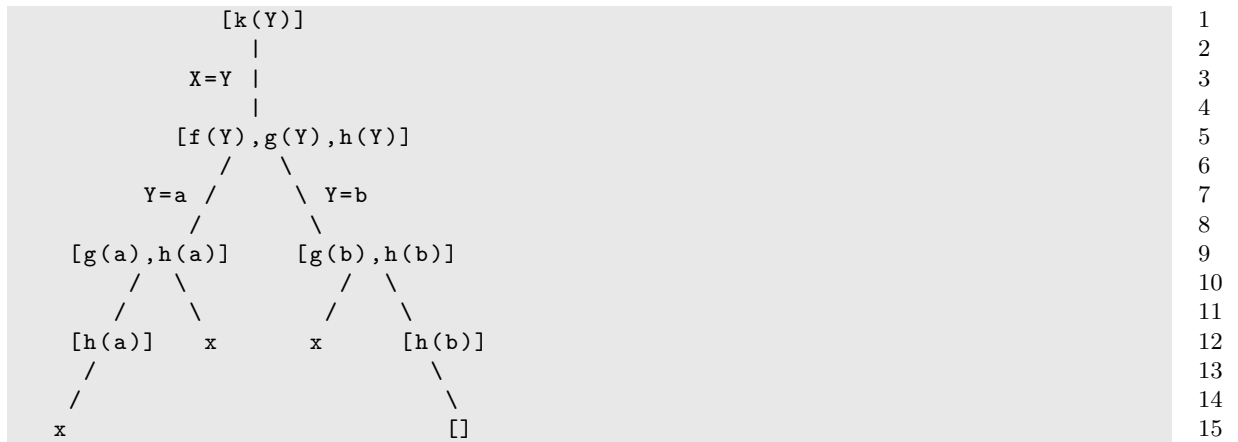 [k(Y)] 1
| 2
X=Y | 3
| 4
[f(Y),g(Y),h(Y)] 5
/ \ 6
Y=a / \ Y=b 7
/ \ 8
[g(a),h(a)] [g(b),h(b)] 9
/ \ / \ 10
/ \ / \ 11
[h(a)] x x [h(b)] 12
/ \ 13
/ \ 14
x [] 15